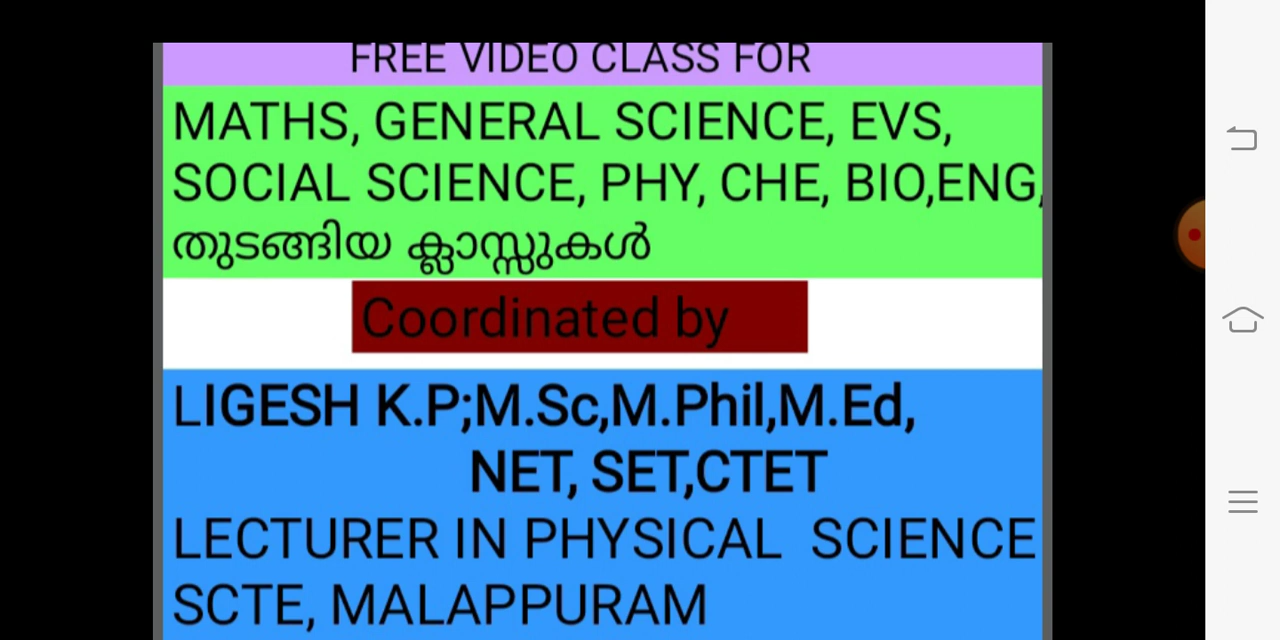 FREE VIDEO CLASS FOR
MATHS, GENERAL SCIENCE, EVS,
SOCIAL SCIENCE, PHY, CHE, BIO,ENG,
തുടങ്ങിയ ക്ലാസ്സുകൾ
Coordinated by
LIGESH K.P;M.Sc,M.Phil,M.Ed,
NET, SET,CTET
LECTURER IN PHYSICAL SCIENCE
SCTE, MALAPPURAM